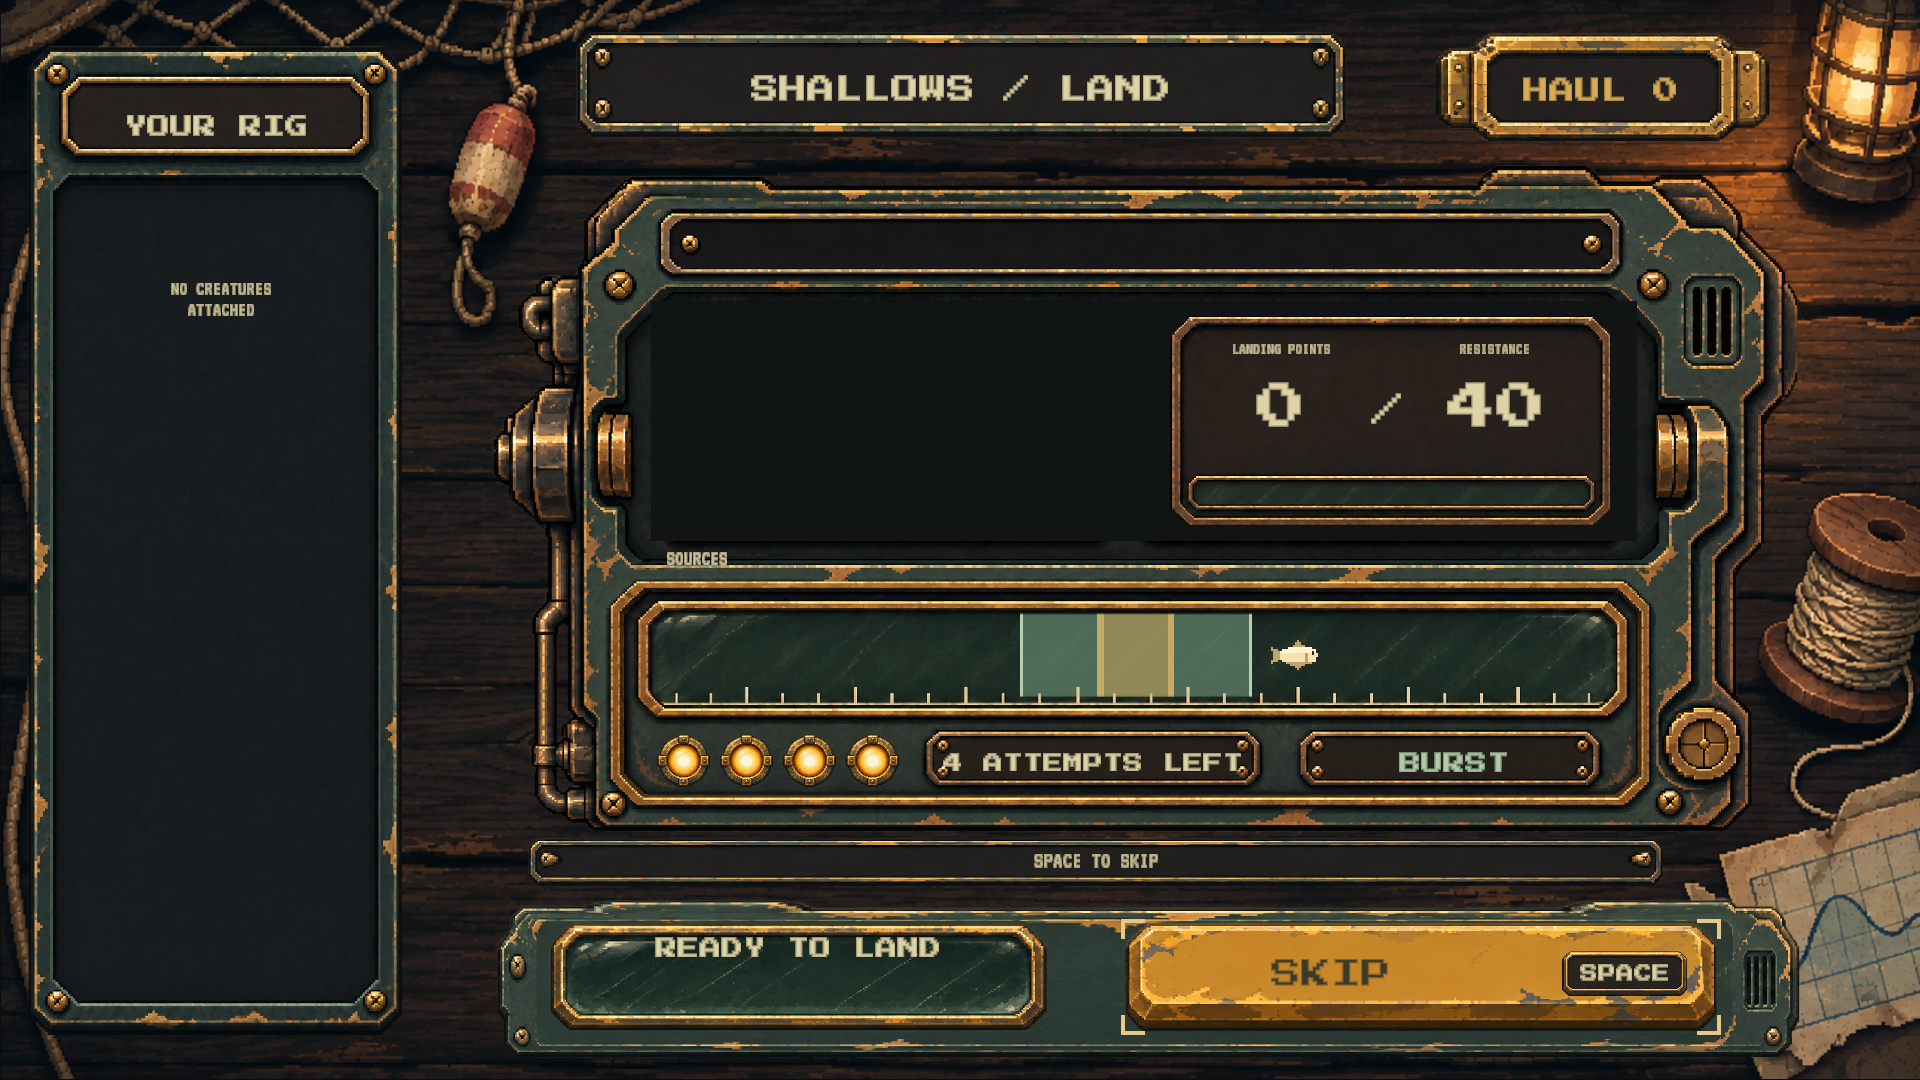 YOUR RIG
NO CREATURES
ATTACHED
SHALLOWS / LAND
HAUL 0
LANDING POINTS
RESISTANCE
0 / 40
SOURCES
4 ATTEMPTS LEFT
BURST
SPACE TO SKIP
READY TO LAND
SKIP
SPACE